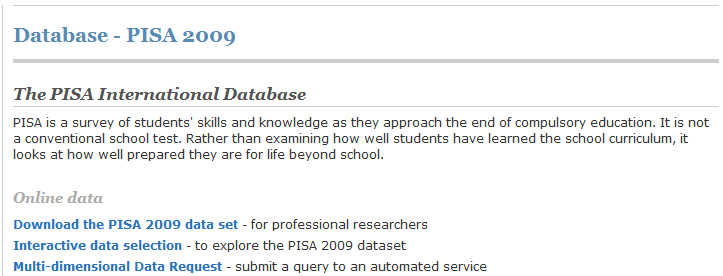 Database - PISA 2009
The PISA International Database
PISA is a survey of students' skills and knowledge as they approach the end of compulsory education. It is not
a conventional school test. Rather than examining how well students have learned the school curriculum, it
looks at how well prepared they are for life beyond school.
Online data
Download the PISA 2009 data set - for professional researchers
Interactive data selection - to explore the PISA 2009 dataset
Multi-dimensional Data Request - submit a query to an automated service